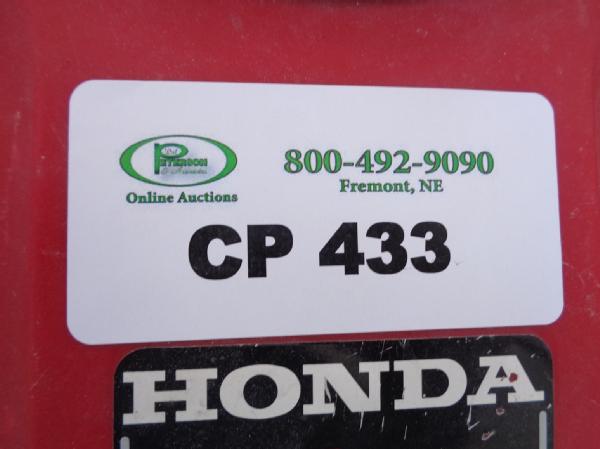 PETERSON
Online Auctions
800-492-9090
Fremont, NE
CP 433
HONDA